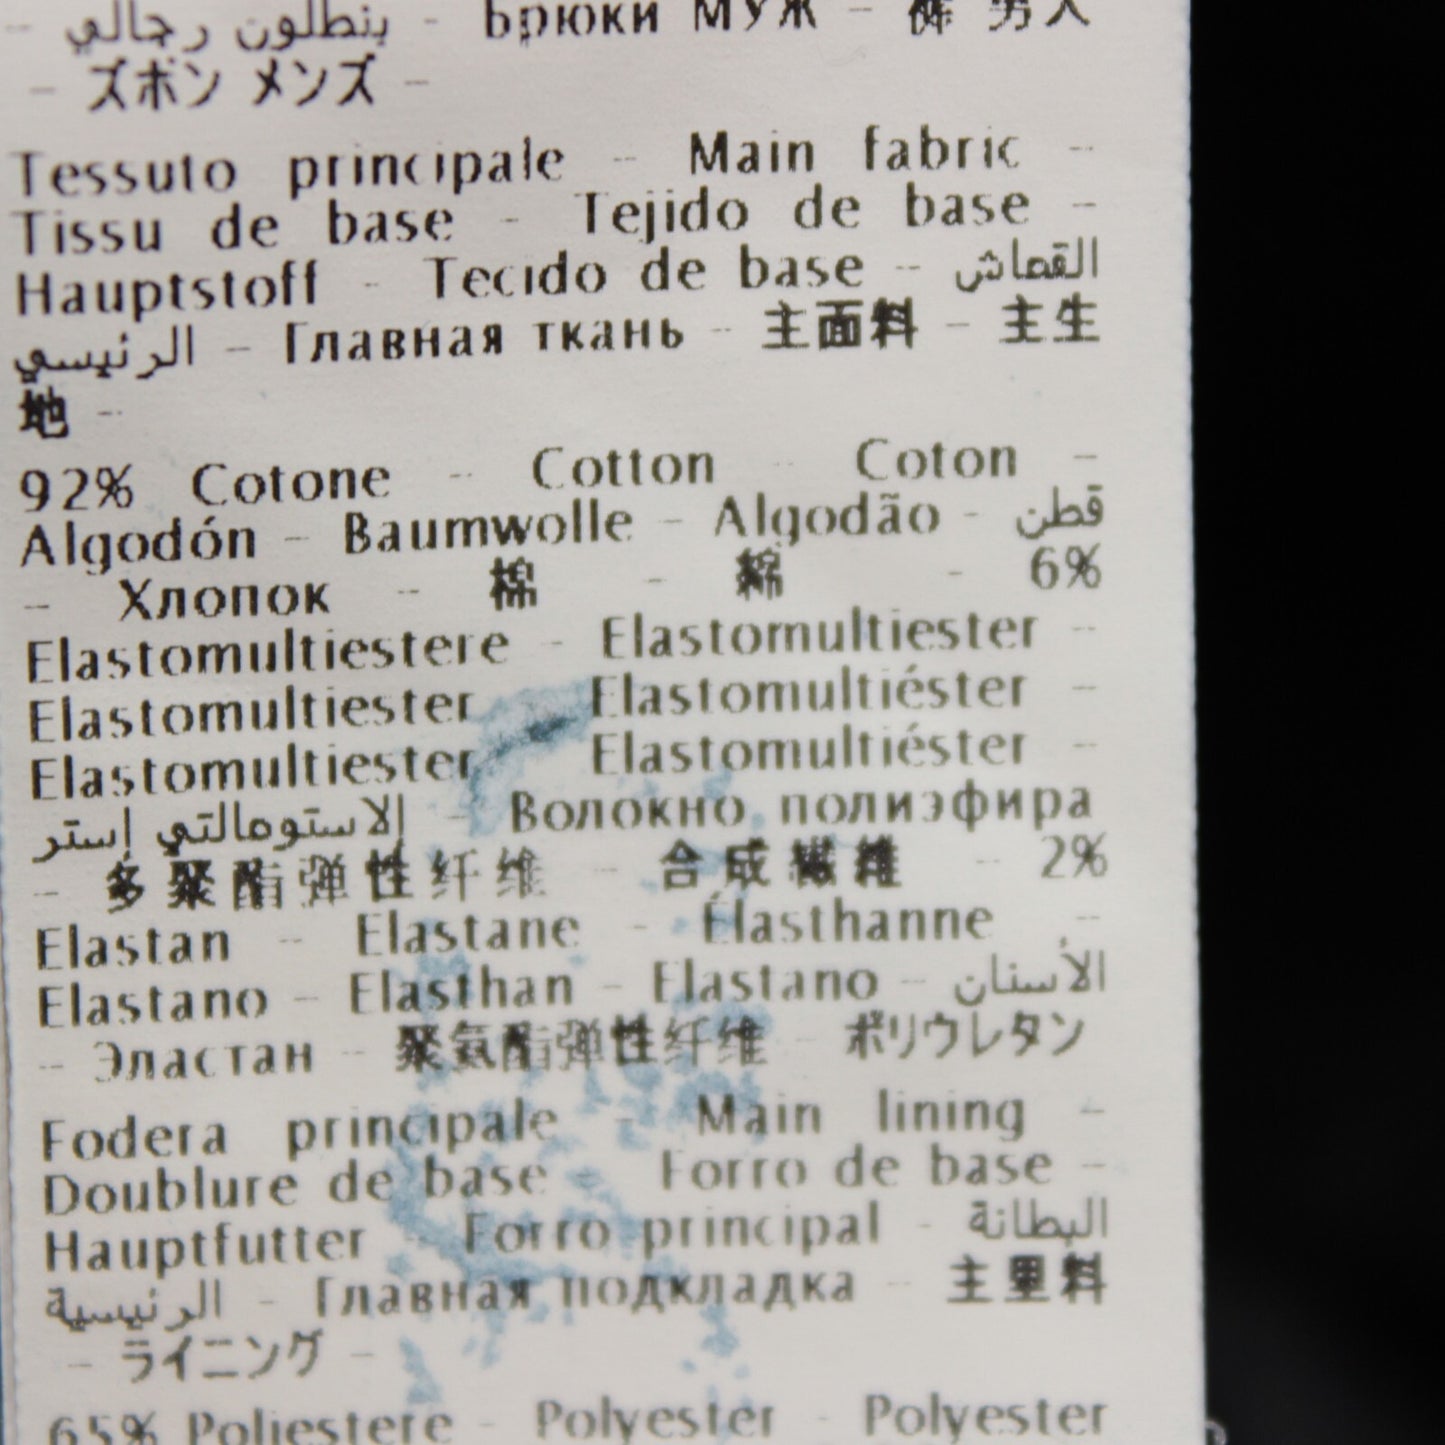 - بنطلون رجالي - Брюки МУЖ - 裤 男人
- ズボン メンズ -
Tessuto principale - Main fabric -
Tissu de base - Tejido de base -
Hauptstoff - Tecido de base - القماش
الرئيسي - Главная ткань - 主面料 - 主生
地 -
92% Cotone - Cotton - Coton -
Algodón - Baumwolle - Algodão - قطن
- Хлопок - 棉 - 綿 - 6%
Elastomultiestere - Elastomultiester -
Elastomultiester Elastomultiéster -
Elastomultiester Elastomultiéster -
الاستومالتي إستر - Волокно полиэфира
- 多聚酯弹性纤维 - 合成繊維 - 2%
Elastan - Elastane - Élasthanne -
Elastano - Elasthan - Elastano - الأسنان
- Эластан - 聚氨酯弹性纤维 - ポリウレタン
Fodera principale - Main lining -
Doublure de base - Forro de base -
Hauptfutter Forro principal - البطانة
الرئيسية - Главная подкладка - 主里料
- ライニング -
65% Poliestere - Polyester - Polyester